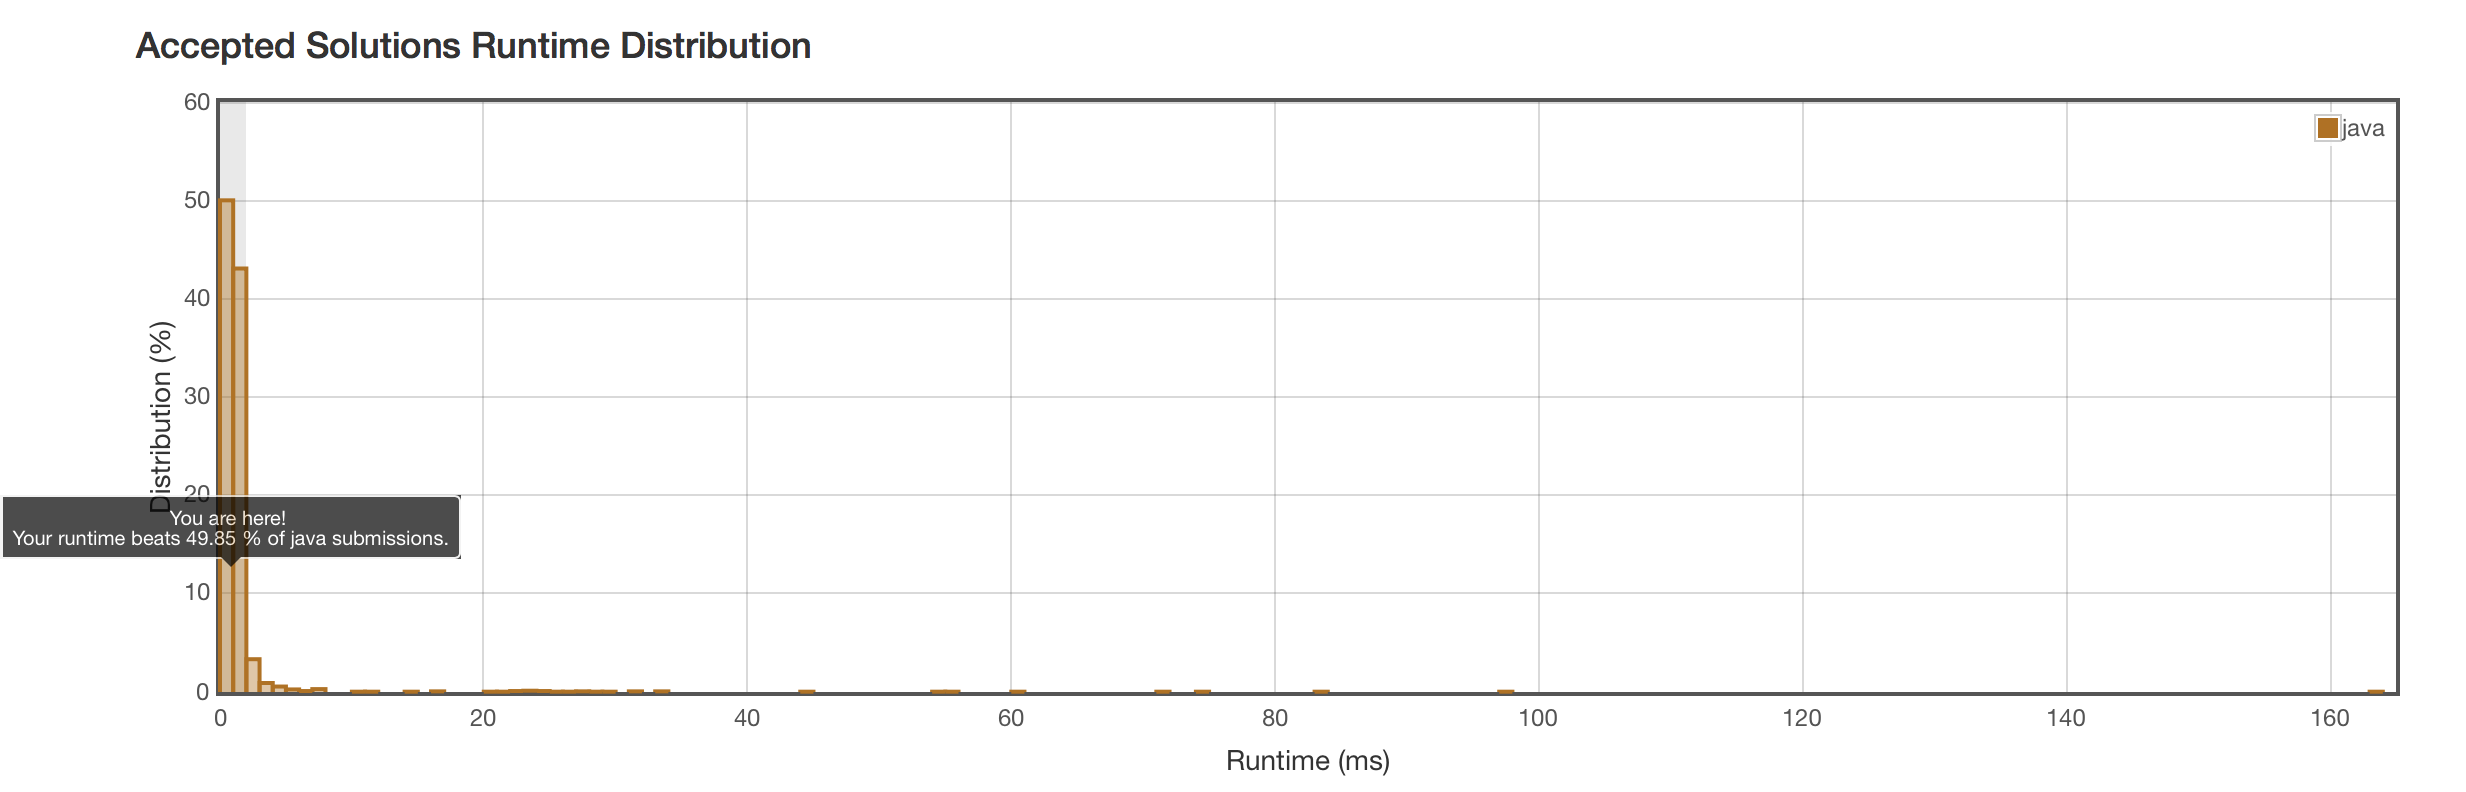 Accepted Solutions Runtime Distribution
60
50
40
30
20
10
0
Distribution (%)
java
You are here!
Your runtime beats 49.85 % of java submissions.
0 20 40 60 80 100 120 140 160
Runtime (ms)